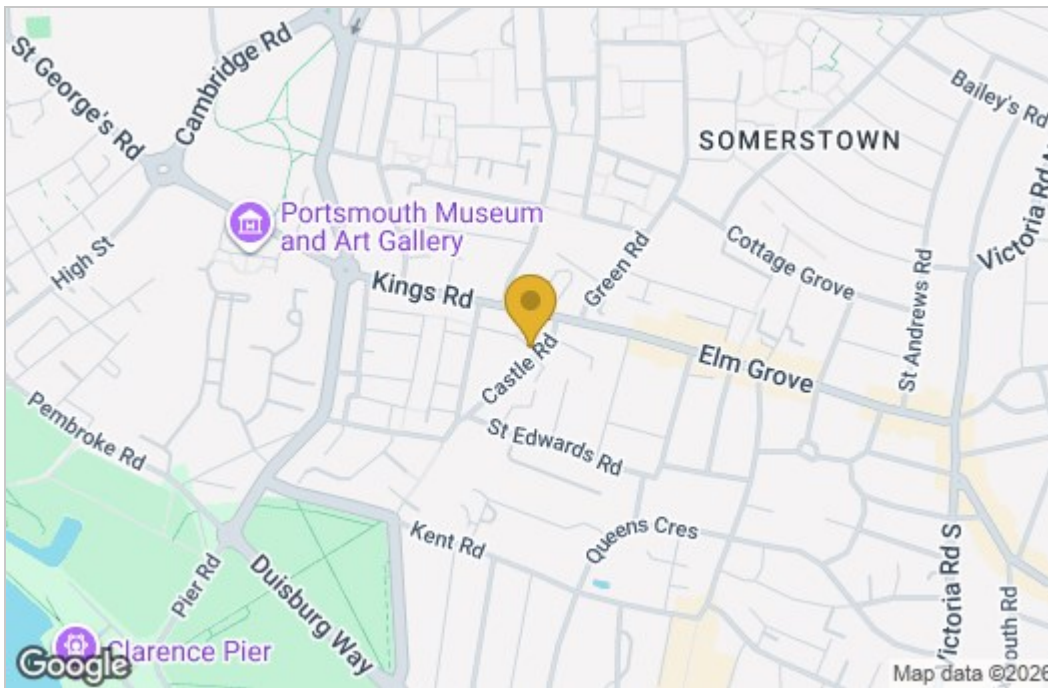 St George's Rd
Cambridge Rd
Bailey's Rd
SOMERSTOWN
Portsmouth Museum
and Art Gallery
High St
Kings Rd
Green Rd
Cottage Grove
St Andrews Rd
Victoria Rd
Castle Rd
Elm Grove
Pembroke Rd
St Edwards Rd
Kent Rd
Queens Cres
Pier Rd
Duisburg Way
Victoria Rd S
outh Rd
Clarence Pier
Google
Map data ©2026